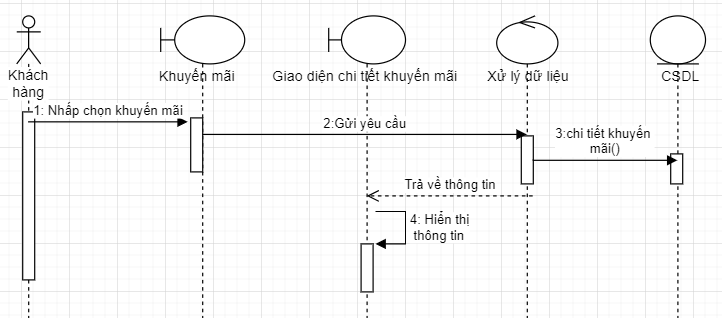 Khách
hàng
Khuyến mãi
Giao diện chi tiết khuyến mãi
Xử lý dữ liệu
CSDL
1: Nhấp chọn khuyến mãi
2:Gửi yêu cầu
3:chi tiết khuyến
mãi()
Trả về thông tin
4: Hiển thị
thông tin